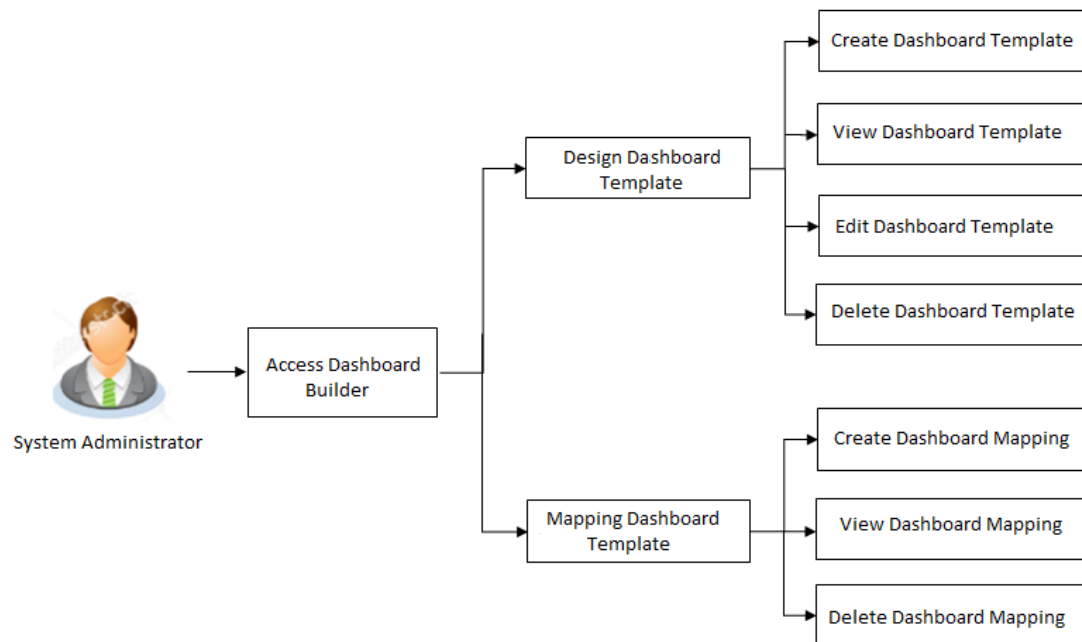 Create Dashboard Template
View Dashboard Template
Design Dashboard
Template
Edit Dashboard Template
Delete Dashboard Template
Access Dashboard
Builder
System Administrator
Create Dashboard Mapping
Mapping Dashboard
Template
View Dashboard Mapping
Delete Dashboard Mapping